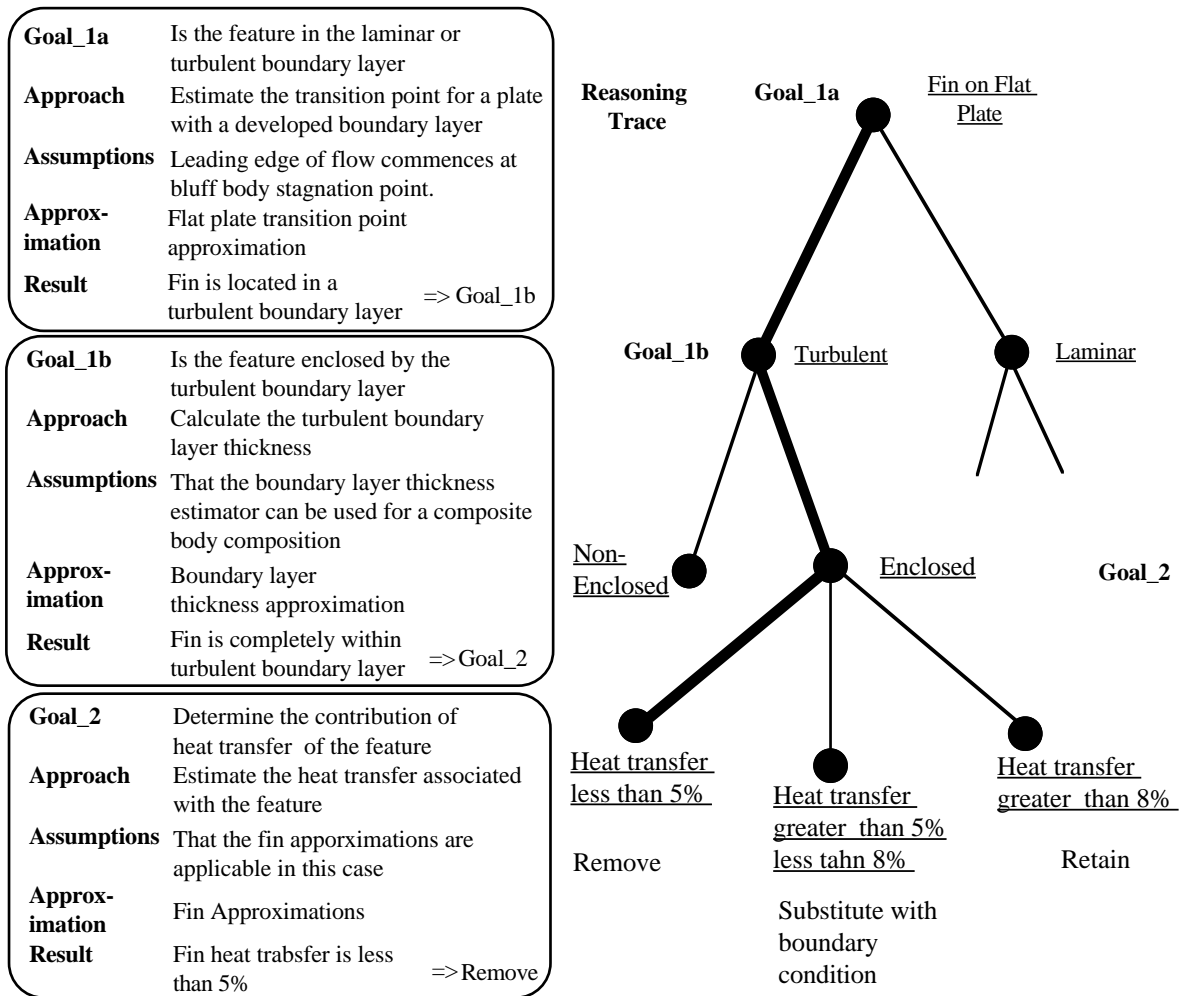 Goal_1a Is the feature in the laminar or
turbulent boundary layer
Approach Estimate the transition point for a plate
with a developed boundary layer
Assumptions Leading edge of flow commences at
bluff body stagnation point.
Approx- Flat plate transition point
imation approximation
Result Fin is located in a
turbulent boundary layer => Goal_1b
Goal_1b Is the feature enclosed by the
turbulent boundary layer
Approach Calculate the turbulent boundary
layer thickness
Assumptions That the boundary layer thickness
estimator can be used for a composite
body composition
Approx- Boundary layer
imation thickness approximation
Result Fin is completely within
turbulent boundary layer => Goal_2
Goal_2 Determine the contribution of
heat transfer of the feature
Approach Estimate the heat transfer associated
with the feature
Assumptions That the fin apporximations are
applicable in this case
Approx-
imation Fin Approximations
Result Fin heat trabsfer is less
than 5% => Remove
Reasoning
Trace
Goal_1a
Fin on Flat
Plate
Goal_1b
Turbulent
Laminar
Non-
Enclosed
Enclosed
Goal_2
Heat transfer
less than 5%
Remove
Heat transfer
greater than 5%
less tahn 8%
Substitute with
boundary
condition
Heat transfer
greater than 8%
Retain